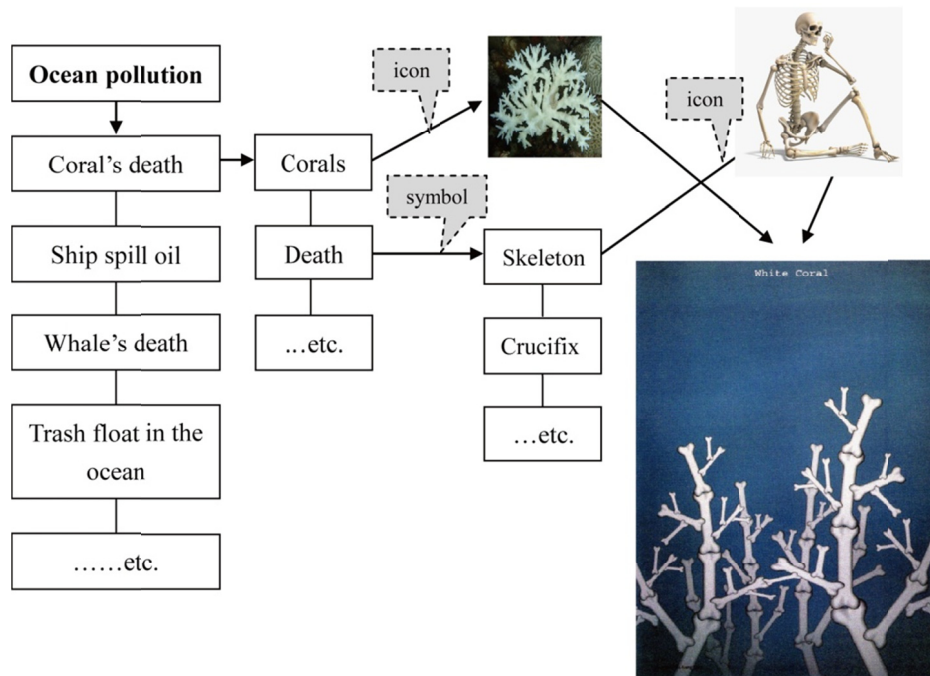 Ocean pollution
Coral’s death
Ship spill oil
Whale’s death
Trash float in the
ocean
……etc.
icon
Corals
symbol
Death
...etc.
Skeleton
Crucifix
…etc.
icon
White Coral